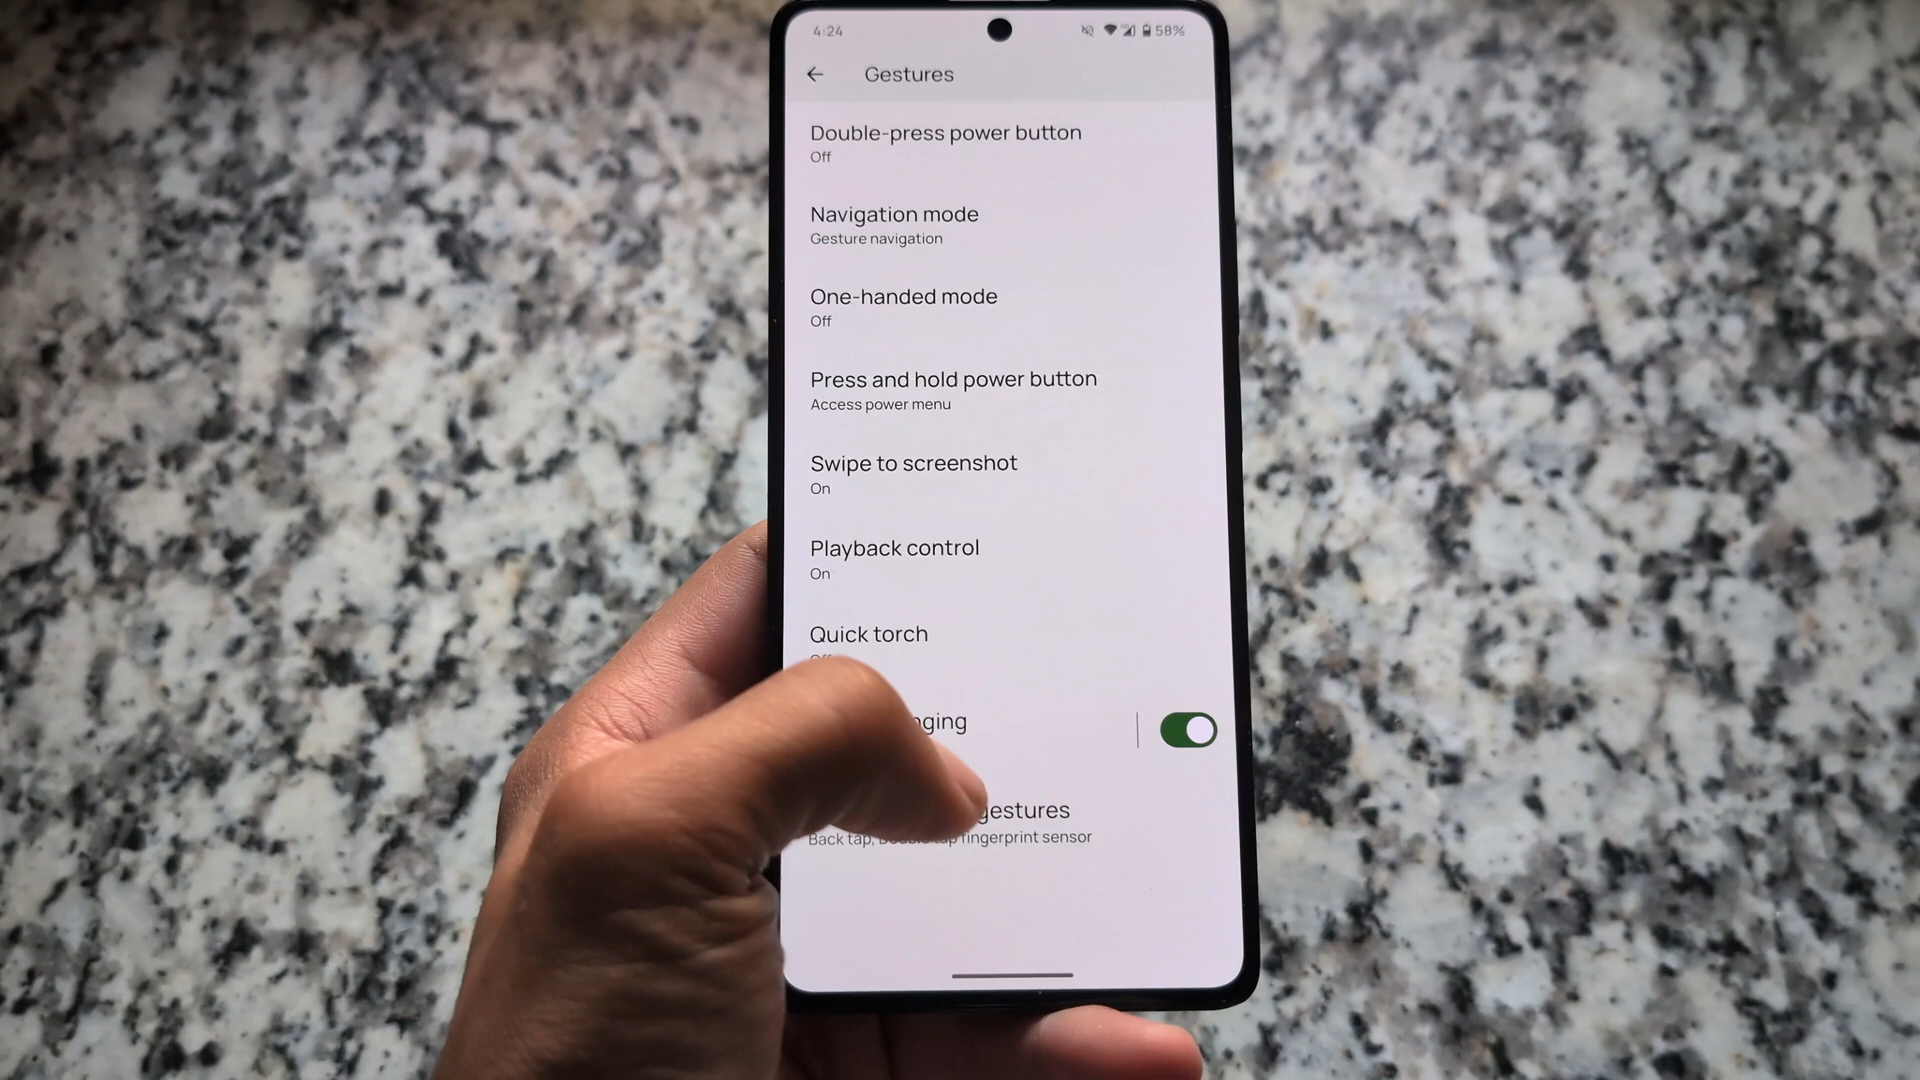 4:24
58%
Gestures
Double-press power button
Off
Navigation mode
Gesture navigation
One-handed mode
Off
Press and hold power button
Access power menu
Swipe to screenshot
On
Playback control
On
Quick torch
gestures
Back tap, Double tap fingerprint sensor